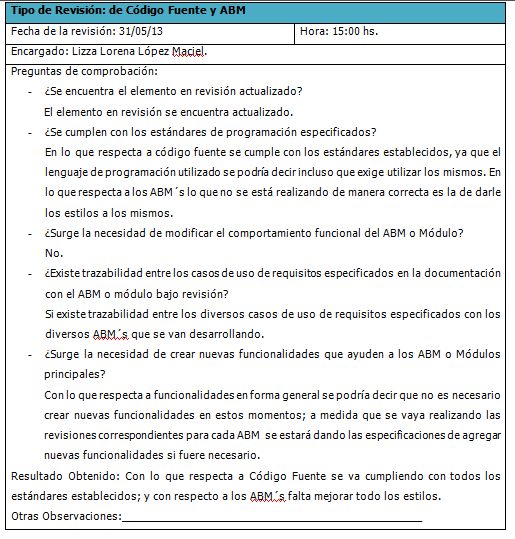 Tipo de Revisión: de Código Fuente y ABM
Fecha de la revisión: 31/05/13
Hora: 15:00 hs.
Encargado: Lizza Lorena López Maciel.
Preguntas de comprobación:
- ¿Se encuentra el elemento en revisión actualizado?
El elemento en revisión se encuentra actualizado.
- ¿Se cumplen con los estándares de programación especificados?
En lo que respecta a código fuente se cumple con los estándares establecidos, ya que el
lenguaje de programación utilizado se podría decir incluso que exige utilizar los mismos. En
lo que respecta a los ABM´s lo que no se está realizando de manera correcta es la de darle
los estilos a los mismos.
- ¿Surge la necesidad de modificar el comportamiento funcional del ABM o Módulo?
No.
- ¿Existe trazabilidad entre los casos de uso de requisitos especificados en la documentación
con el ABM o módulo bajo revisión?
Si existe trazabilidad entre los diversos casos de uso de requisitos especificados con los
diversos ABM´s que se van desarrollando.
- ¿Surge la necesidad de crear nuevas funcionalidades que ayuden a los ABM o Módulos
principales?
Con lo que respecta a funcionalidades en forma general se podría decir que no es necesario
crear nuevas funcionalidades en estos momentos; a medida que se vaya realizando las
revisiones correspondientes para cada ABM se estará dando las especificaciones de agregar
nuevas funcionalidades si fuere necesario.
Resultado Obtenido: Con lo que respecta a Código Fuente se va cumpliendo con todos los
estándares establecidos; y con respecto a los ABM´s falta mejorar todo los estilos.
Otras Observaciones: